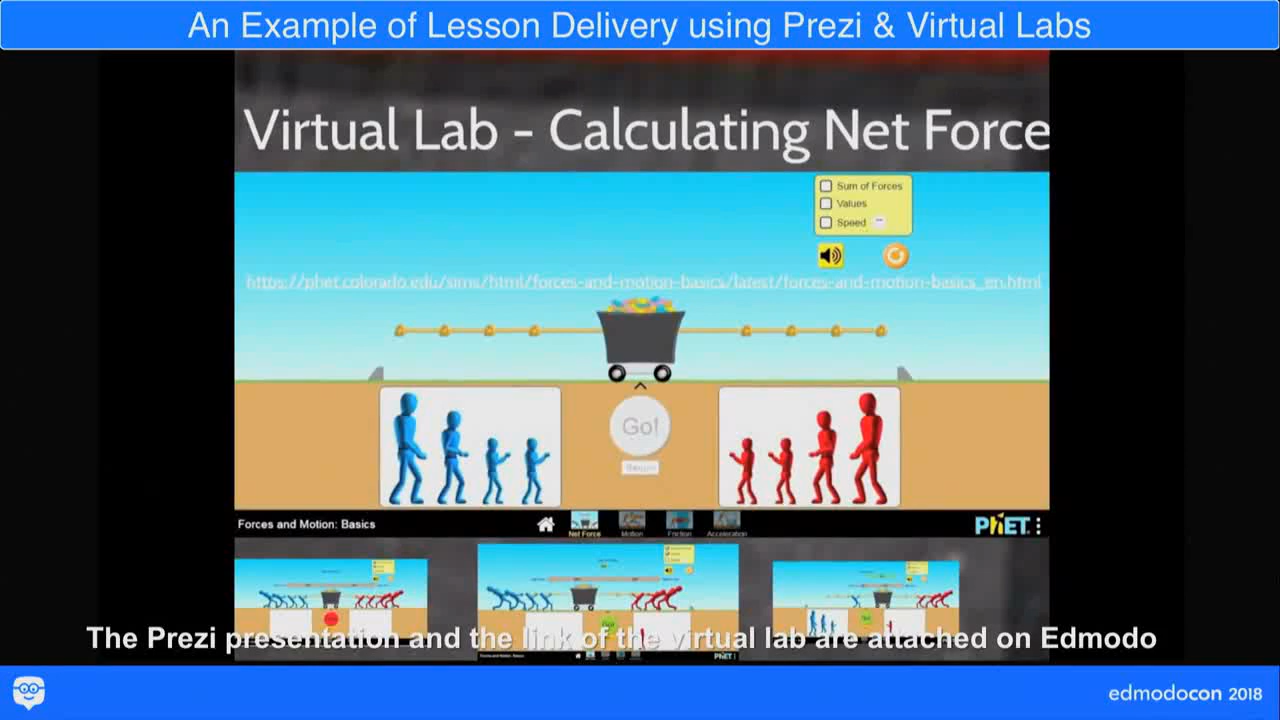 An Example of Lesson Delivery using Prezi & Virtual Labs
Virtual Lab - Calculating Net Force
Sum of Forces
Values
Speed
https://phet.colorado.edu/sims/html/forces-and-motion-basics/latest/forces-and-motion-basics_en.html
Go!
Forces and Motion: Basics
Net Force
Motion
Friction
Acceleration
PhET
The Prezi presentation and the link of the virtual lab are attached on Edmodo
PhET
edmodocon 2018